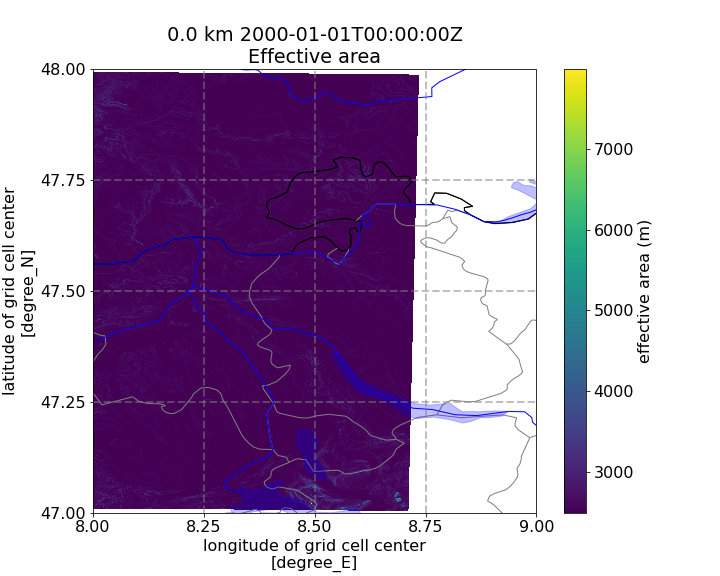 0.0 km 2000-01-01T00:00:00Z
Effective area
48.00
47.75
47.50
47.25
47.00
8.00 8.25 8.50 8.75 9.00
latitude of grid cell center
[degree_N]
longitude of grid cell center
[degree_E]
7000
6000
5000
4000
3000
effective area (m)